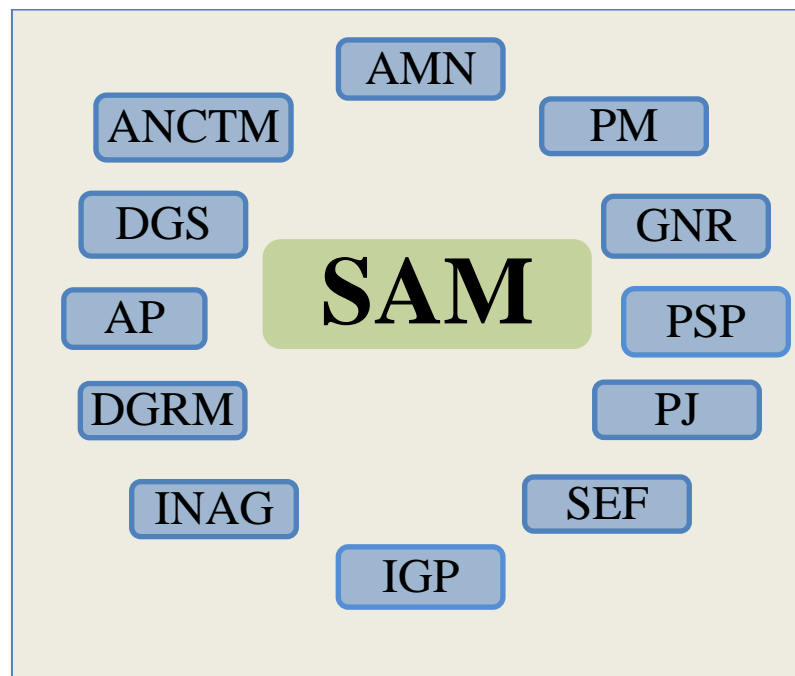 AMN
ANCTM
PM
DGS
GNR
SAM
AP
PSP
DGRM
PJ
INAG
SEF
IGP